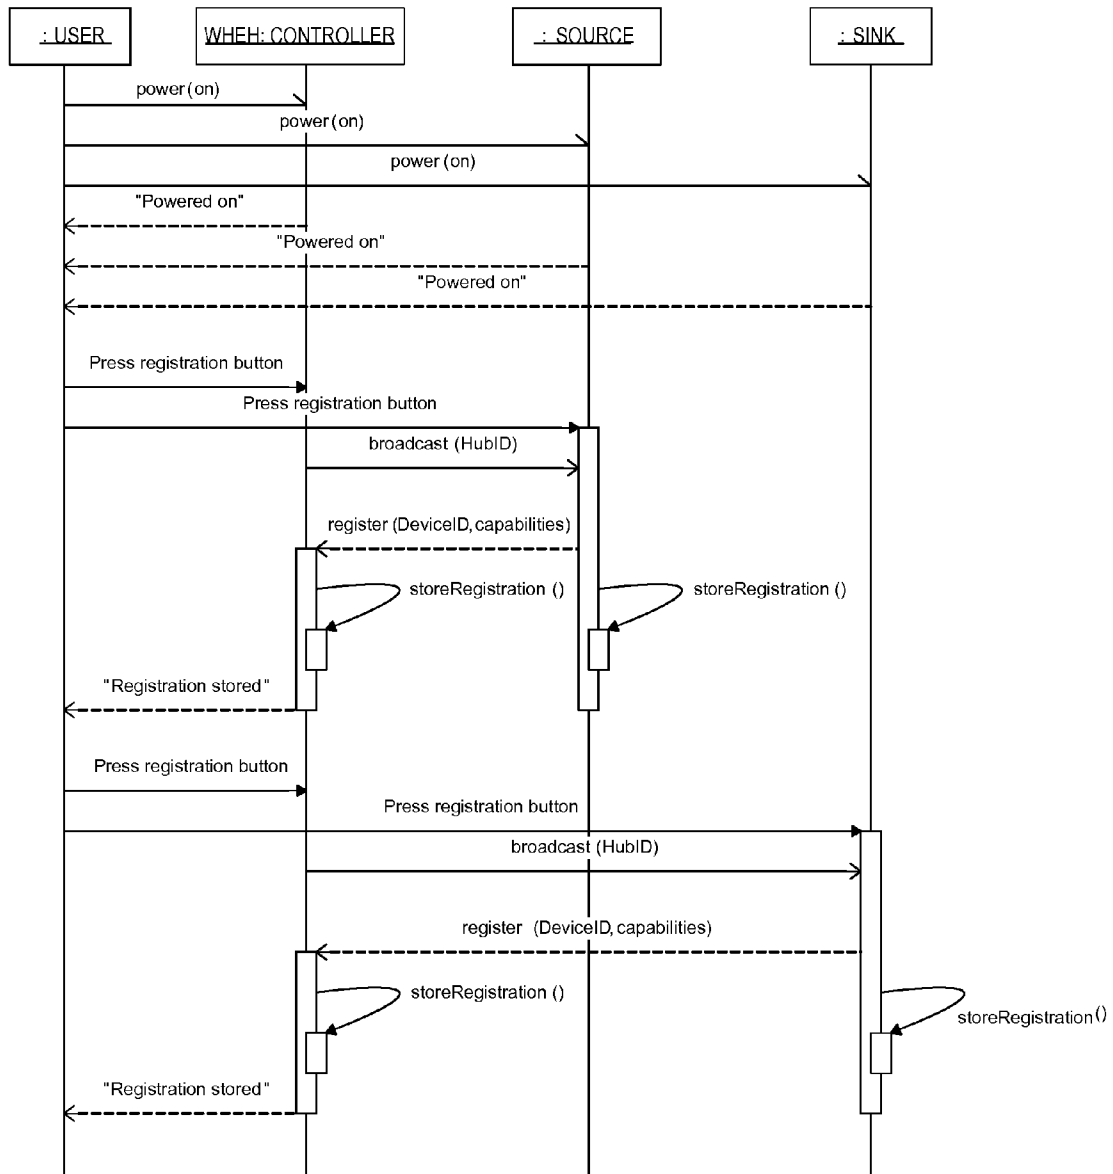 : USER
WHEH: CONTROLLER
: SOURCE
: SINK
power (on)
power (on)
power (on)
"Powered on"
"Powered on"
"Powered on"
Press registration button
Press registration button
broadcast (HubID)
register (DeviceID, capabilities)
storeRegistration ()
storeRegistration ()
"Registration stored"
Press registration button
Press registration button
broadcast (HubID)
register (DeviceID, capabilities)
storeRegistration ()
storeRegistration ()
"Registration stored"